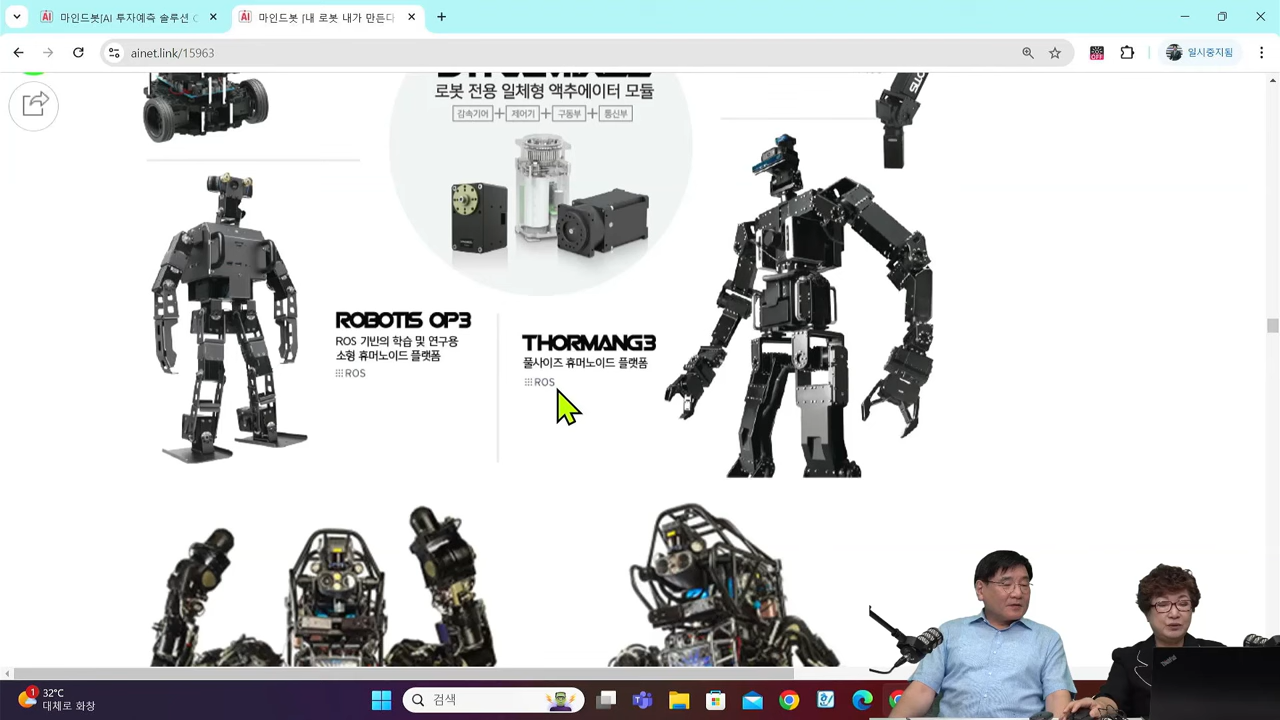 마인드봇[AI 투자예측 솔루션 C
마인드봇 [내 로봇 내가 만든다
ainet.link/15963
OFF
일시중지됨
로봇 전용 일체형 액추에이터 모듈
감속기어 + 제어기 + 구동부 + 통신부
ROBOTIS OP3
ROS 기반의 학습 및 연구용
소형 휴머노이드 플랫폼
ROS
THORMANG3
풀사이즈 휴머노이드 플랫폼
ROS
ThinkPad
1
32°C
대체로 화창
검색